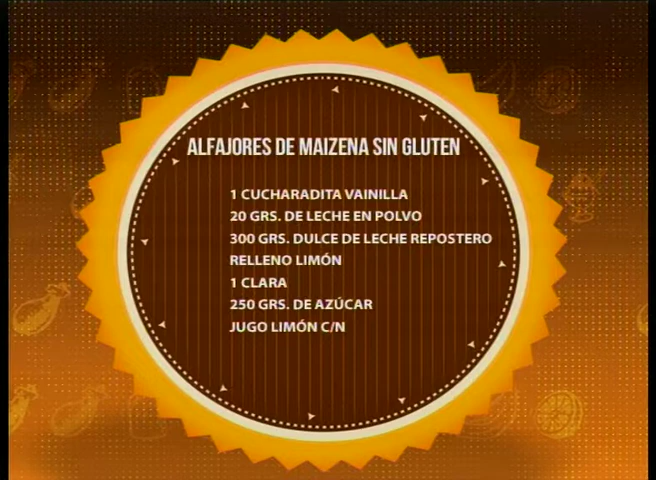 ALFAJORES DE MAIZENA SIN GLUTEN
1 CUCHARADITA VAINILLA
20 GRS. DE LECHE EN POLVO
300 GRS. DULCE DE LECHE REPOSTERO
RELLENO LIMÓN
1 CLARA
250 GRS. DE AZÚCAR
JUGO LIMÓN C/N